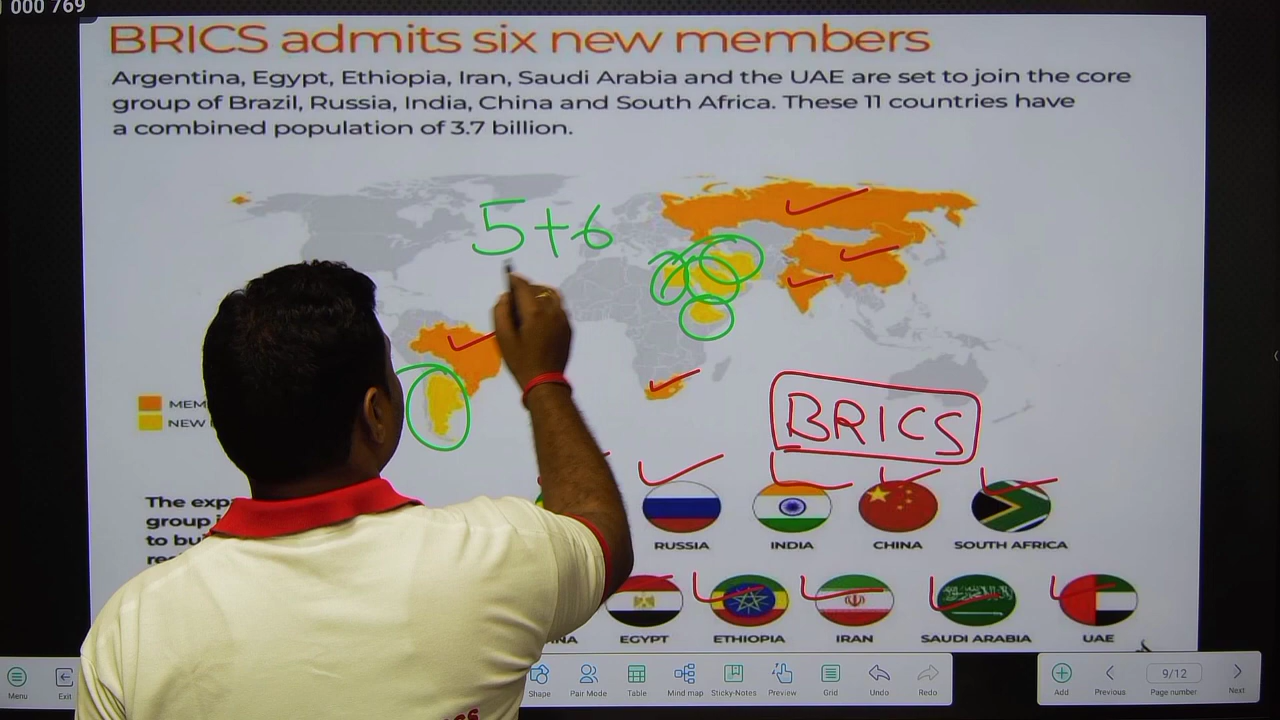 000 769
BRICS admits six new members
Argentina, Egypt, Ethiopia, Iran, Saudi Arabia and the UAE are set to join the core
group of Brazil, Russia, India, China and South Africa. These 11 countries have
a combined population of 3.7 billion.
5+6
BRICS
NEW
The
group
to
RUSSIA INDIA CHINA SOUTH AFRICA
EGYPT ETHIOPIA IRAN SAUDI ARABIA UAE
Menu Exit Shape Pair Mode Table Mind map Sticky-Notes Preview Grid Undo Redo Add Previous 9/12 Page number Next